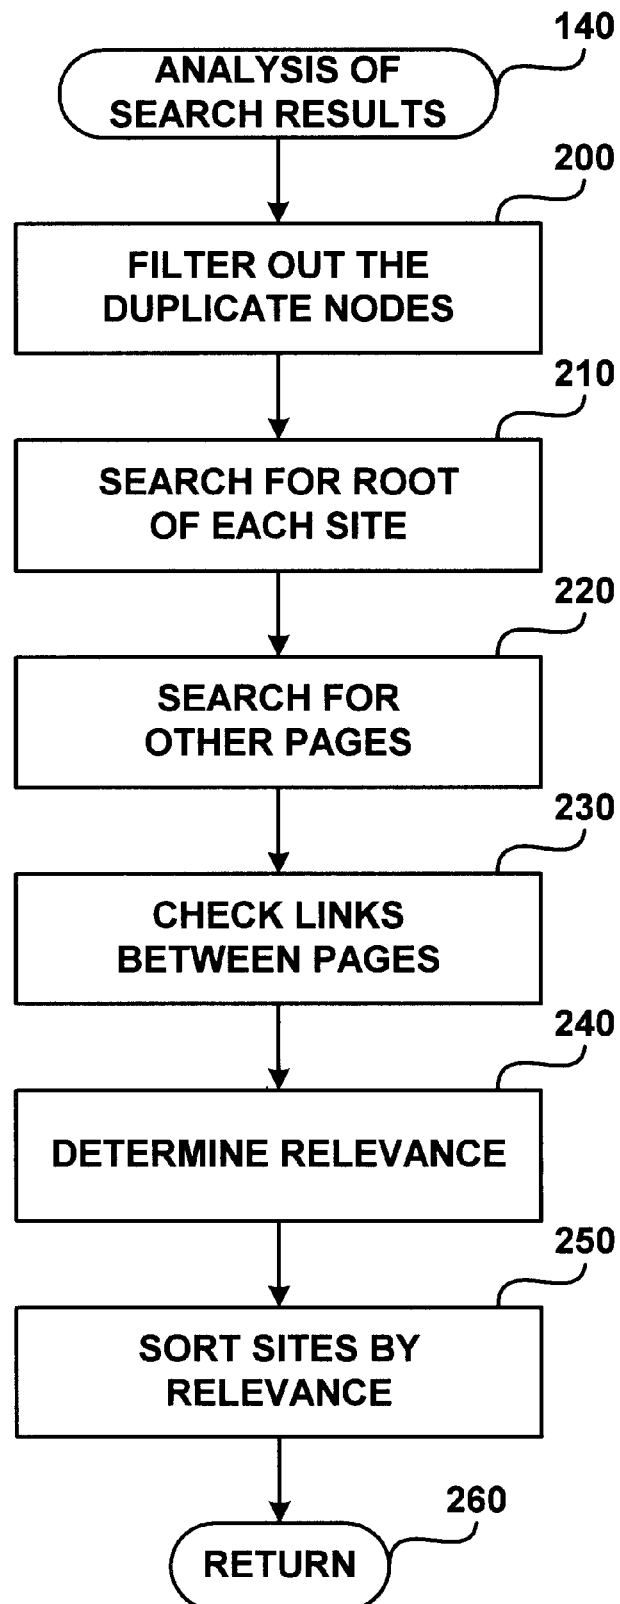 140
ANALYSIS OF
SEARCH RESULTS
200
FILTER OUT THE
DUPLICATE NODES
210
SEARCH FOR ROOT
OF EACH SITE
220
SEARCH FOR
OTHER PAGES
230
CHECK LINKS
BETWEEN PAGES
240
DETERMINE RELEVANCE
250
SORT SITES BY
RELEVANCE
260
RETURN